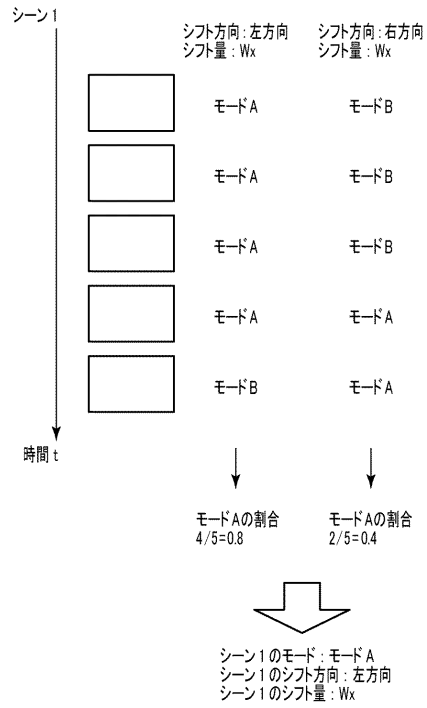 シーン1
シフト方向：左方向
シフト量：Wx
シフト方向：右方向
シフト量：Wx
モードA
モードB
モードA
モードB
モードA
モードB
モードA
モードA
モードB
モードA
時間 t
モードAの割合
4/5=0.8
モードAの割合
2/5=0.4
シーン1のモード：モードA
シーン1のシフト方向：左方向
シーン1のシフト量：Wx